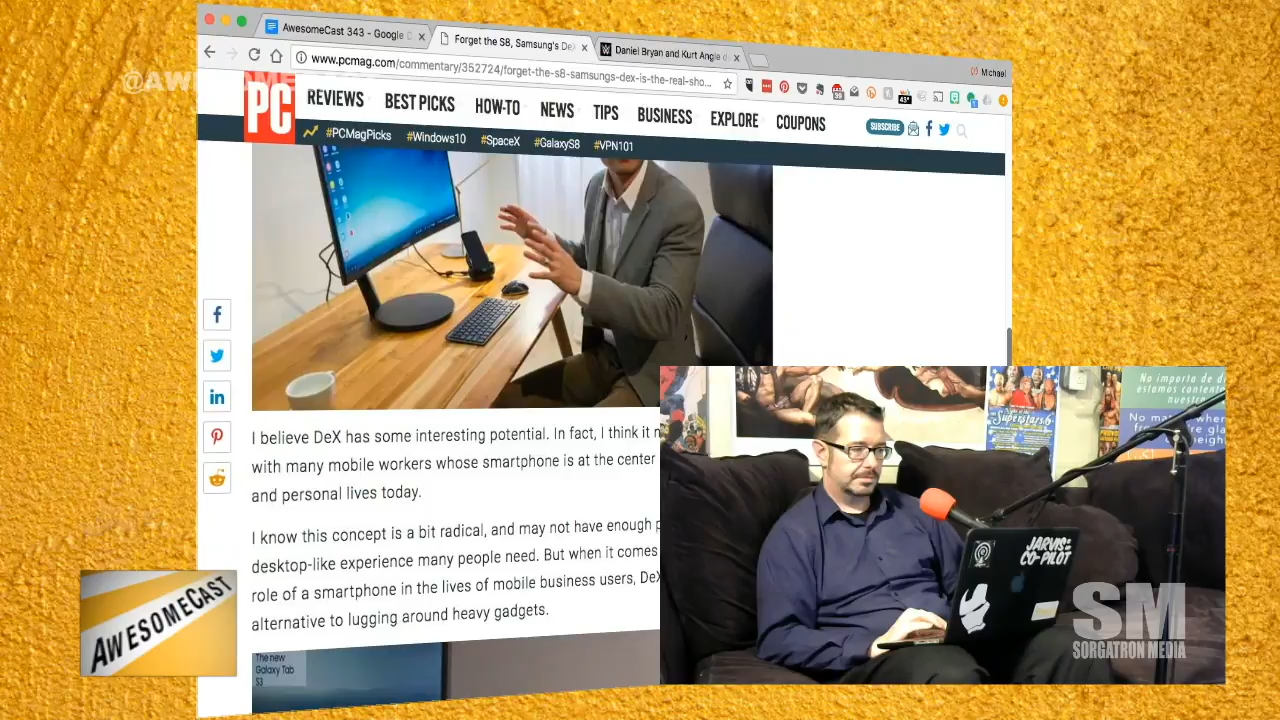 AwesomeCast 343 - Google D
Forget the S8, Samsung's DeX
Daniel Bryan and Kurt Angle d
Michael
www.pcmag.com/commentary/352724/forget-the-s8-samsungs-dex-is-the-real-sho...
PC
REVIEWS
BEST PICKS
HOW-TO
NEWS
TIPS
BUSINESS
EXPLORE
COUPONS
SUBSCRIBE
#PCMagPicks
#Windows10
#SpaceX
#GalaxyS8
#VPN101
I believe DeX has some interesting potential. In fact, I think it
with many mobile workers whose smartphone is at the center
and personal lives today.
I know this concept is a bit radical, and may not have enough
desktop-like experience many people need. But when it comes
role of a smartphone in the lives of mobile business users, DeX
alternative to lugging around heavy gadgets.
The new
Galaxy Tab
S3
AWESOMECAST
No importa de d
estamos contento
nuestro
No matter where
JARVIS:
CO-PILOT
SM
SORGATRON MEDIA